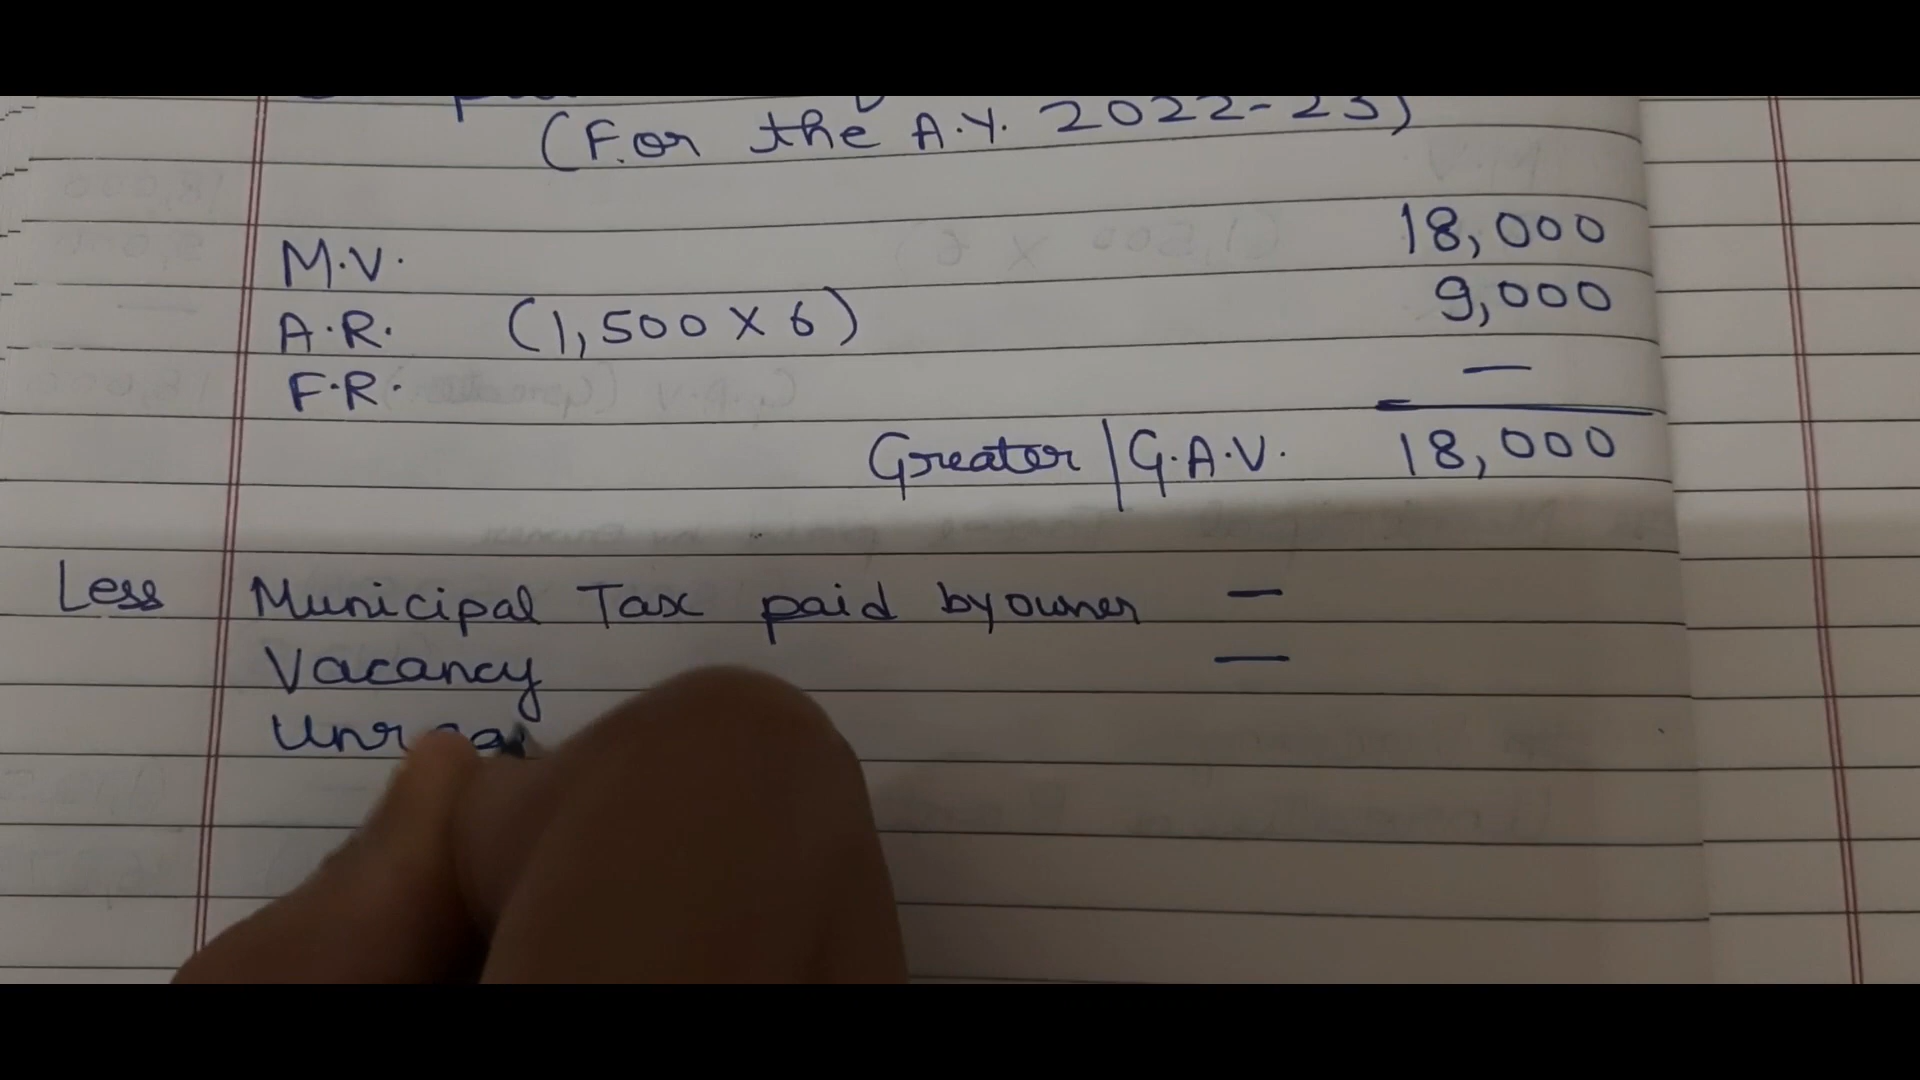 (For the A.Y. 2022-23)
M.V. 18,000
A.R. (1,500 X 6) 9,000
F.R. —
Greater | G.A.V. 18,000
Less Municipal Tax paid by owner —
Vacancy —